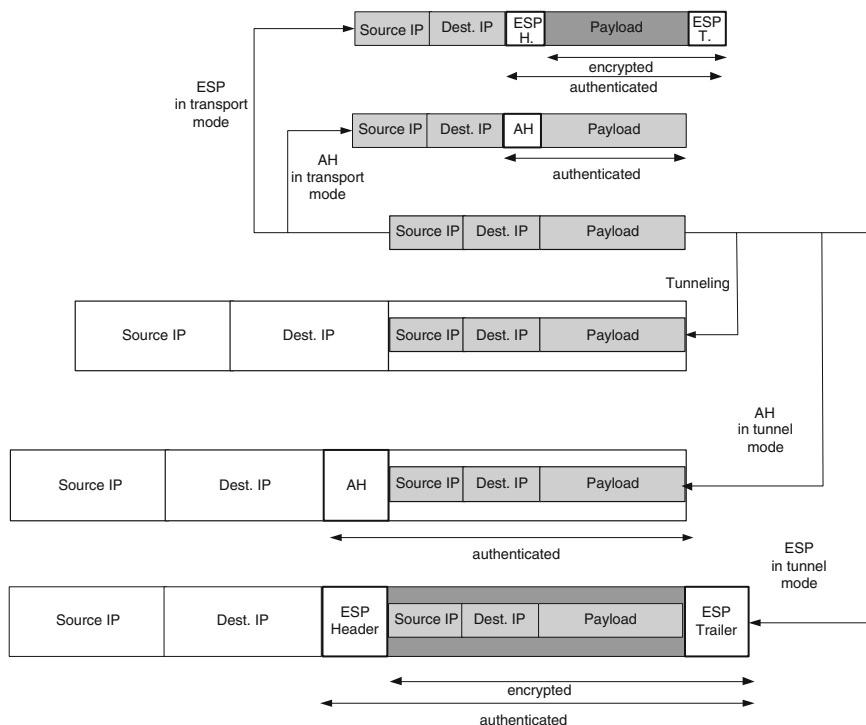 Source IP Dest. IP ESP H. Payload ESP T.
encrypted
authenticated
ESP
in transport
mode
Source IP Dest. IP AH Payload
authenticated
AH
in transport
mode
Source IP Dest. IP Payload
Tunneling
Source IP Dest. IP Source IP Dest. IP Payload
AH
in tunnel
mode
Source IP Dest. IP AH Source IP Dest. IP Payload
authenticated
ESP
in tunnel
mode
Source IP Dest. IP ESP Header Source IP Dest. IP Payload ESP Trailer
encrypted
authenticated